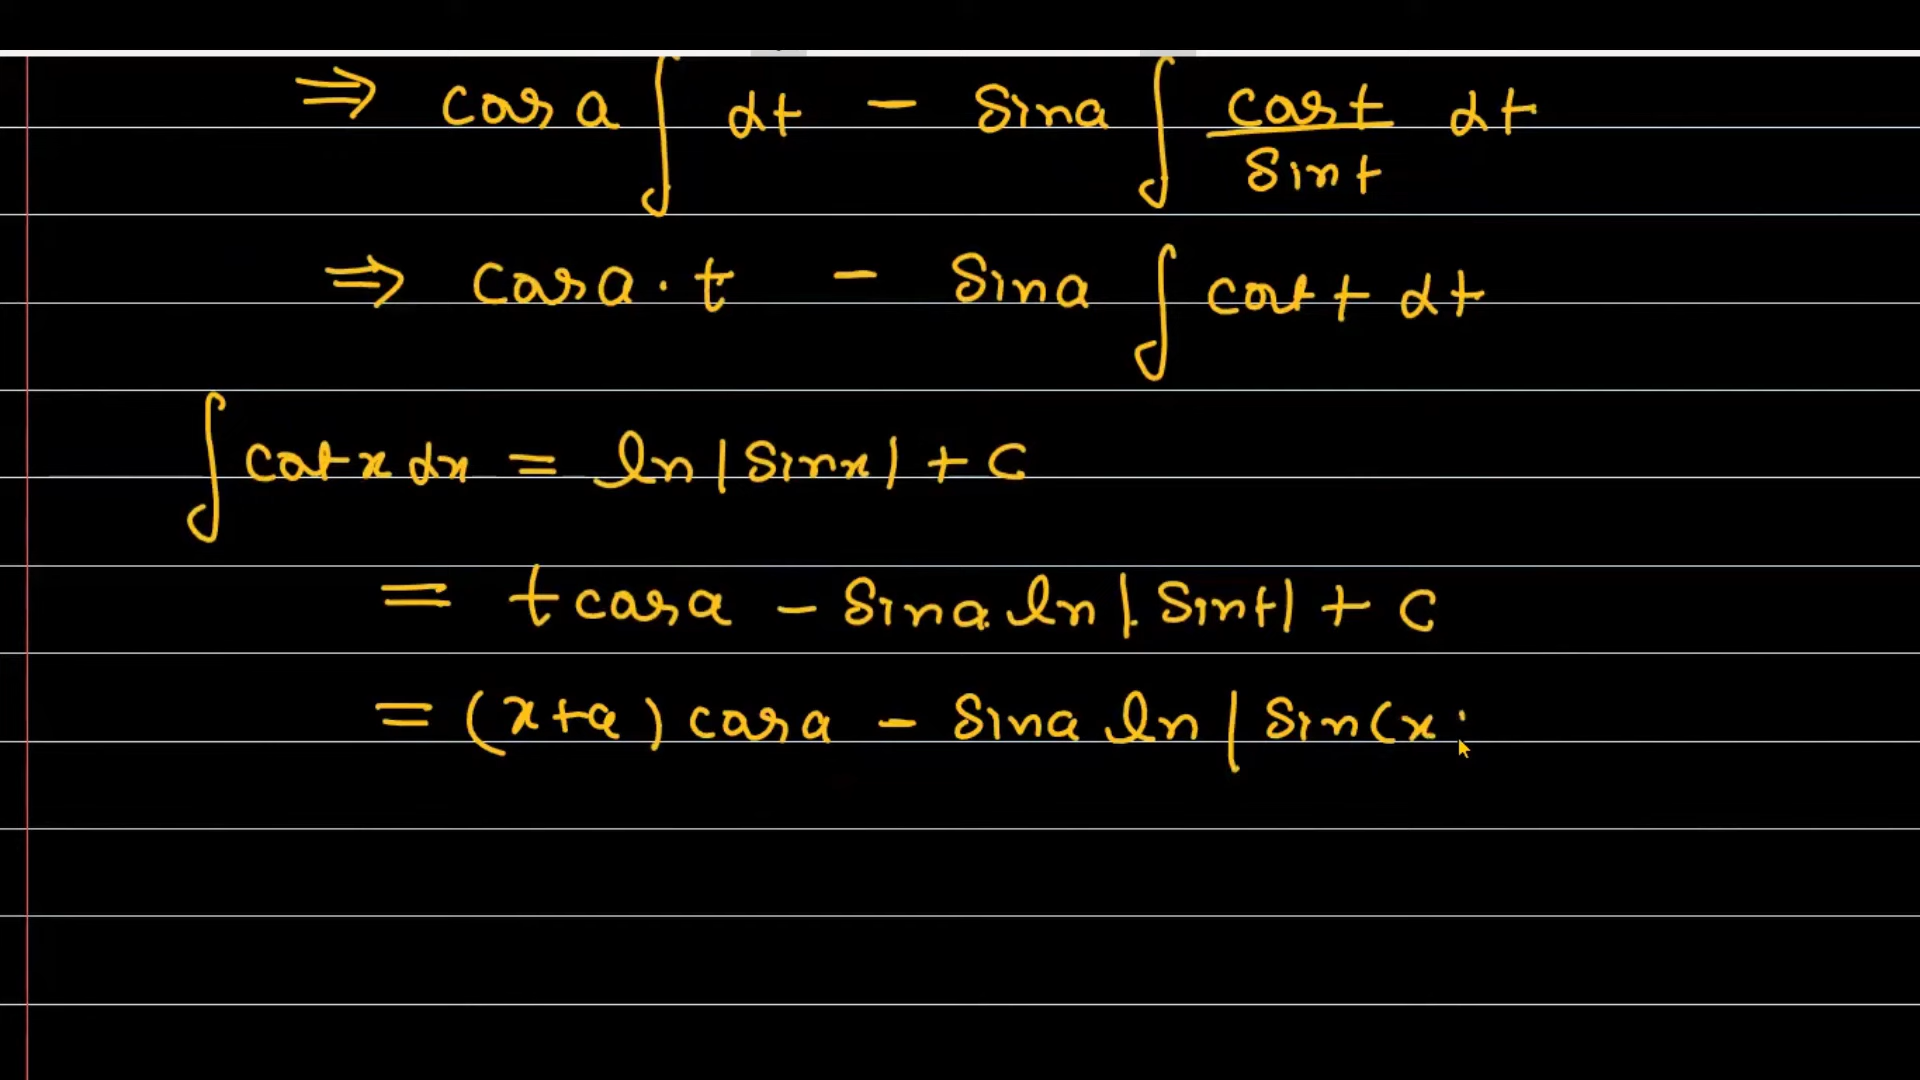 ⇒ cos a ∫ dt - sin a ∫ cos t / sin t dt
⇒ cos a · t - sin a ∫ cot t dt
∫ cot x dx = ln |sin x| + c
= t cos a - sin a ln | sin t | + c
= (x+a) cos a - sin a ln | sin (x